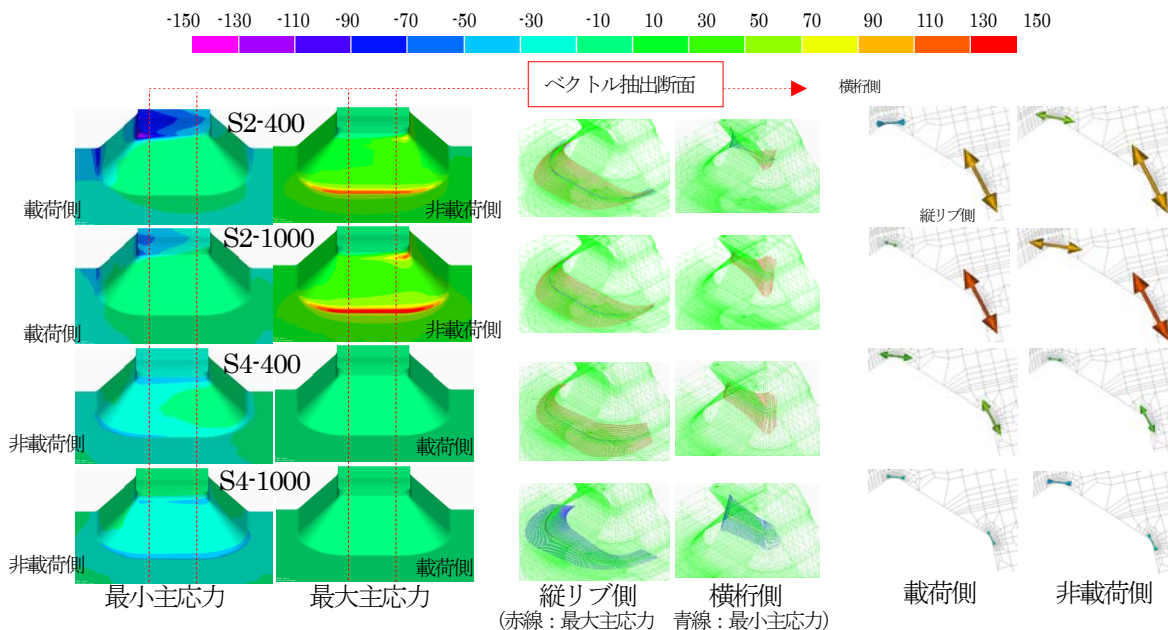 -150 -130 -110 -90 -70 -50 -30 -10 10 30 50 70 90 110 130 150
ベクトル抽出断面
横桁側
S2-400
載荷側
非載荷側
縦リブ側
S2-1000
載荷側
非載荷側
S4-400
非載荷側
載荷側
S4-1000
非載荷側
載荷側
最小主応力
最大主応力
縦リブ側
横桁側
載荷側
非載荷側
(赤線：最大主応力 青線：最小主応力)